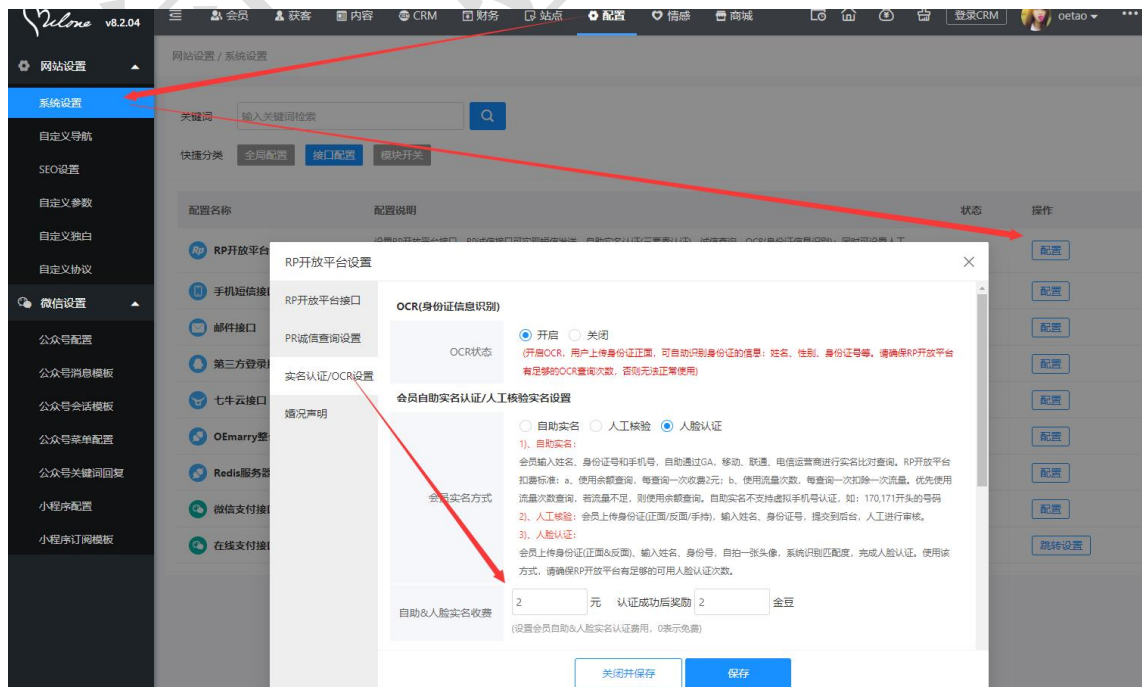 Milone v8.2.04
会员 获客 内容 CRM 财务 站点 配置 情感 商城 登录CRM oetao
网站设置
系统设置
自定义导航
SEO设置
自定义参数
自定义独白
自定义协议
微信设置
公众号配置
公众号消息模板
公众号会话模板
公众号菜单配置
公众号关键词回复
小程序配置
小程序订阅模板
网站设置 / 系统设置
关键词 输入关键词检索
快捷分类 全局配置 接口配置 模块开关
配置名称 配置说明 状态 操作
Rp RP开放平台 配置
手机短信接 配置
邮件接口 配置
第三方登录 配置
七牛云接口 配置
OEmarry整 配置
Redis服务器 配置
微信支付接 配置
在线支付接 跳转设置
RP开放平台设置
RP开放平台接口
PR诚信查询设置
实名认证/OCR设置
婚况声明
OCR(身份证信息识别)
OCR状态 开启 关闭
(开启OCR，用户上传身份证正面，可自动识别身份证的信息：姓名、性别、身份证号等。请确保RP开放平台
有足够的OCR查询次数，否则无法正常使用)
会员自助实名认证/人工核验实名设置
会员实名方式 自助实名 人工核验 人脸认证
1)、自助实名：
会员输入姓名、身份证号和手机号，自助通过GA、移动、联通、电信运营商进行实名比对查询。RP开放平台
扣费标准：a、使用余额查询，每查询一次收费2元；b、使用流量次数，每查询一次扣除一次流量。优先使用
流量次数查询，若流量不足，则使用余额查询。自助实名不支持虚拟手机号认证，如：170,171开头的号码
2)、人工核验：会员上传身份证(正面/反面/手持)，输入姓名、身份证号，提交到后台，人工进行审核。
3)、人脸认证：
会员上传身份证(正面&反面)、输入姓名、身份号，自拍一张头像，系统识别匹配度，完成人脸认证。使用该
方式，请确保RP开放平台有足够的可用人脸认证次数。
自助&人脸实名收费 2 元 认证成功后奖励 2 金豆
(设置会员自助&人脸实名认证费用，0表示免费)
关闭并保存 保存